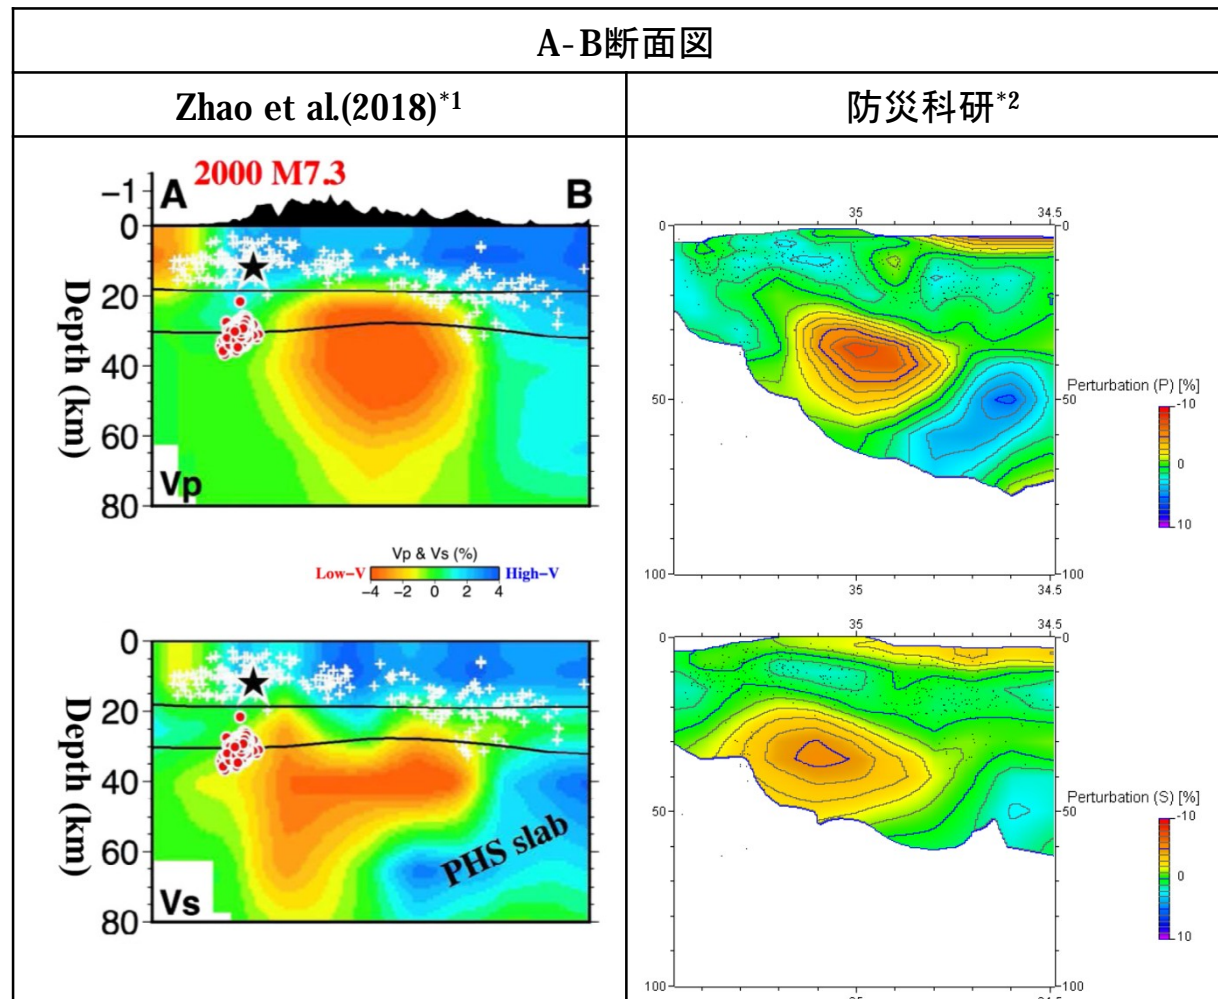 A-B断面図
Zhao et al.(2018)*1
防災科研*2
2000 M7.3
A
B
−1
0
20
40
60
80
Depth (km)
Vp
Vp & Vs (%)
Low−V
High−V
−4 −2 0 2 4
0
20
40
60
80
Depth (km)
PHS slab
Vs
35 34.5
0 0
50 50
100 100
35 34.5
Perturbation (P) [%]
-10
0
10
35 34.5
0 0
50 50
100 100
Perturbation (S) [%]
-10
0
10